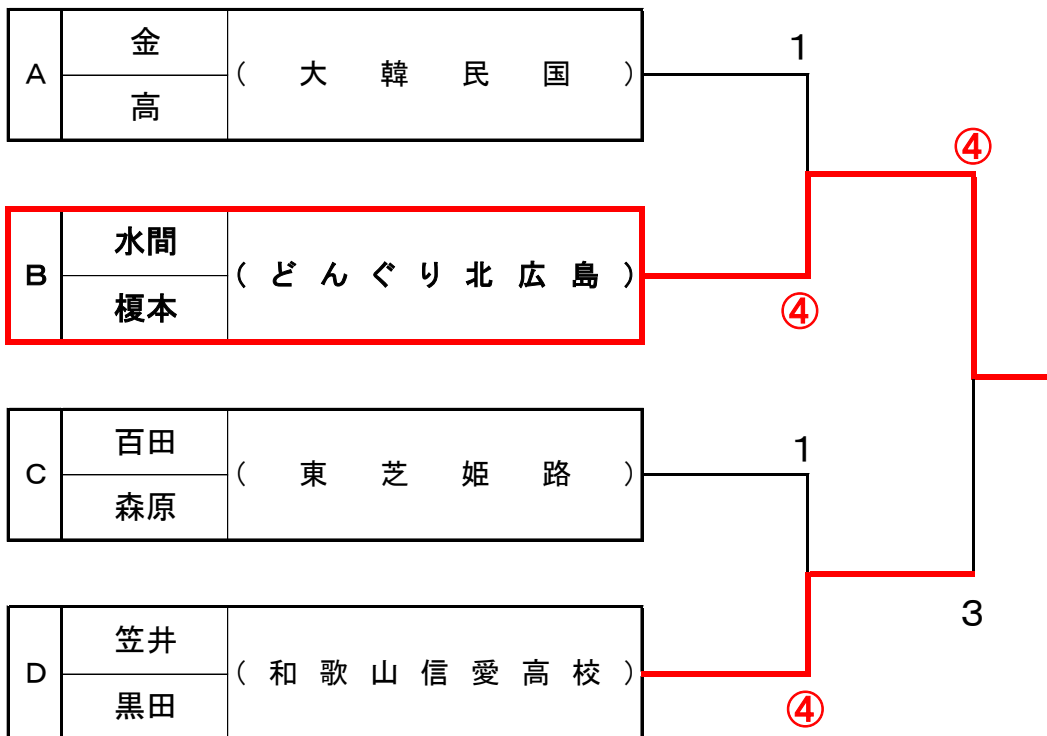 金
A (大韓民国) 1
高
④
水間
B (どんぐり北広島)
榎本 ④
百田 1
C (東芝姫路)
森原
3
笠井
D (和歌山信愛高校)
黒田 ④